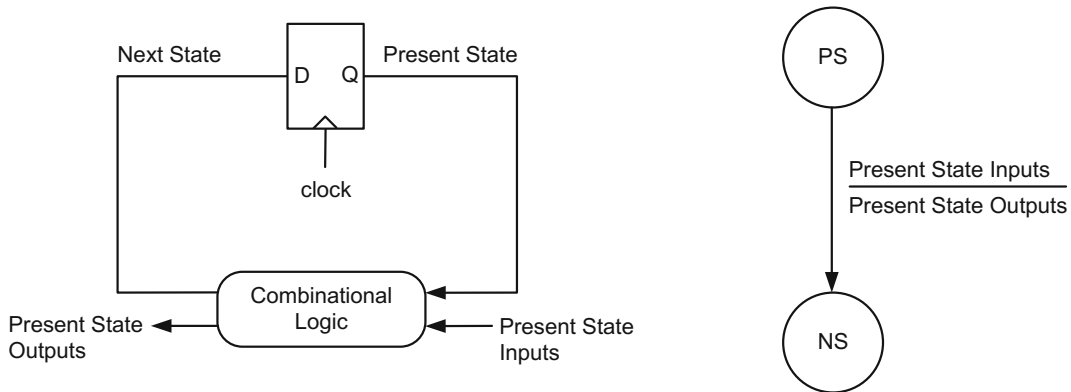 Next State
D
Q
Present State
clock
Combinational
Logic
Present State
Outputs
Present State
Inputs
PS
Present State Inputs
Present State Outputs
NS